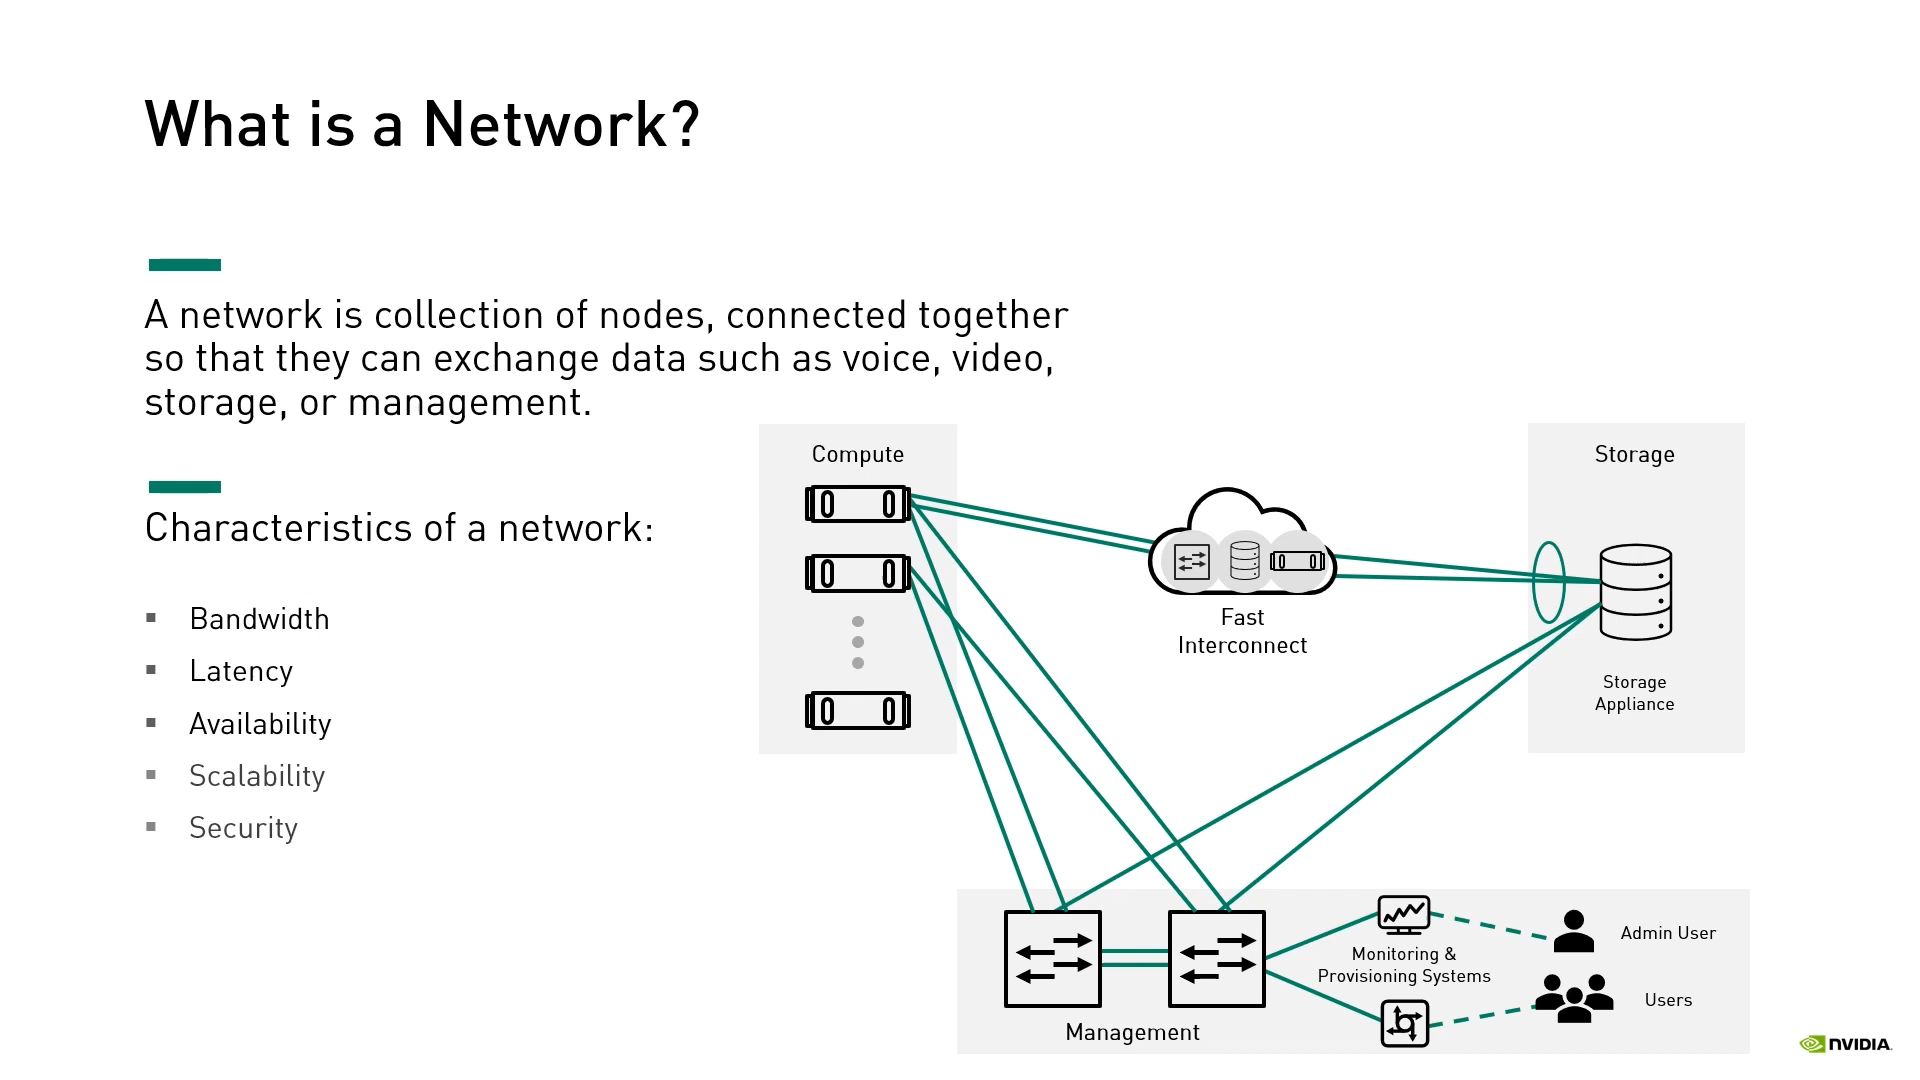 What is a Network?
A network is collection of nodes, connected together
so that they can exchange data such as voice, video,
storage, or management.
Characteristics of a network:
Bandwidth
Latency
Availability
Scalability
Security
Compute
Fast
Interconnect
Storage
Storage
Appliance
Management
Monitoring &
Provisioning Systems
Admin User
Users
NVIDIA.